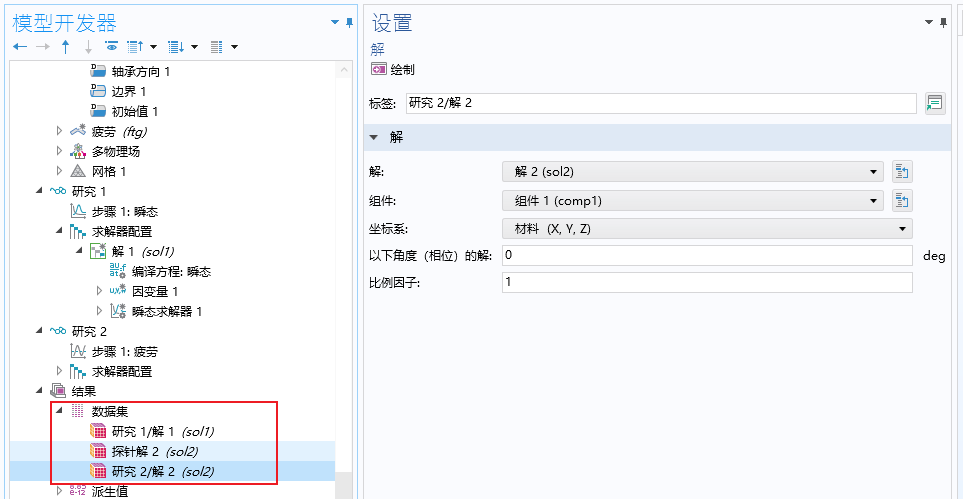 模型开发器
轴承方向 1
边界 1
初始值 1
疲劳 (ftg)
多物理场
网格 1
研究 1
步骤 1: 瞬态
求解器配置
解 1 (sol1)
编译方程: 瞬态
因变量 1
瞬态求解器 1
研究 2
步骤 1: 疲劳
求解器配置
结果
数据集
研究 1/解 1 (sol1)
探针解 2 (sol2)
研究 2/解 2 (sol2)
派生值
设置
解
绘制
标签: 研究 2/解 2
解
解: 解 2 (sol2)
组件: 组件 1 (comp1)
坐标系: 材料 (X, Y, Z)
以下角度（相位）的解: 0 deg
比例因子: 1